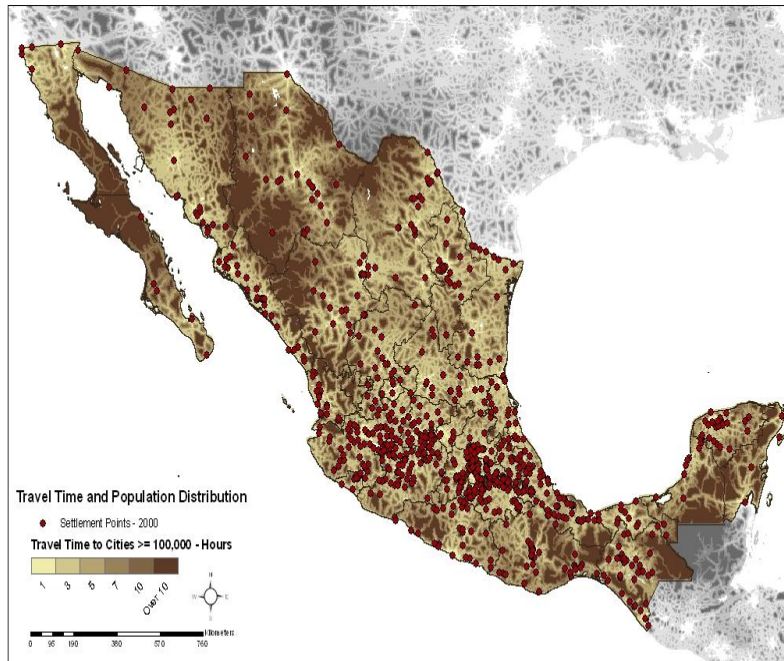 Travel Time and Population Distribution
Settlement Points - 2000
Travel Time to Cities >= 100,000 - Hours
1 3 5 7 10 Over 10
N
W E
S
Kilometers
0 95 190 380 570 760